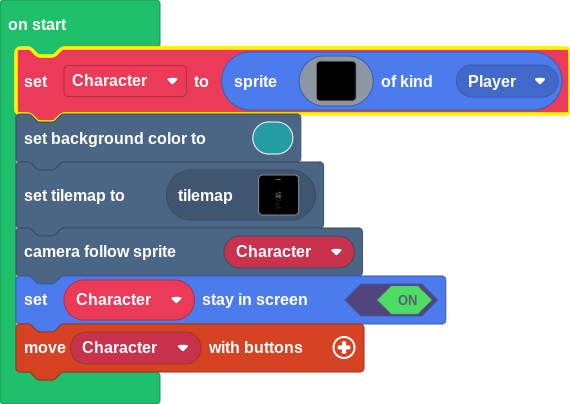 on start
set Character to sprite of kind Player
set background color to
set tilemap to tilemap
camera follow sprite Character
set Character stay in screen ON
move Character with buttons